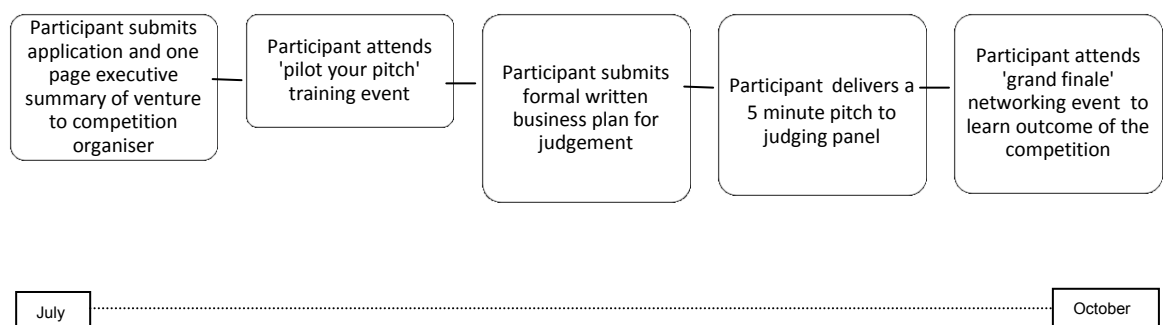 Participant submits
application and one
page executive
summary of venture
to competition
organiser
Participant attends
'pilot your pitch'
training event
Participant submits
formal written
business plan for
judgement
Participant delivers a
5 minute pitch to
judging panel
Participant attends
'grand finale'
networking event to
learn outcome of the
competition
July
October